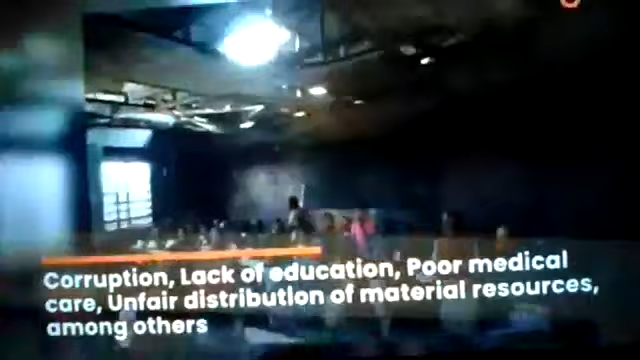 Corruption, Lack of education, Poor medical
care, Unfair distribution of material resources,
among others